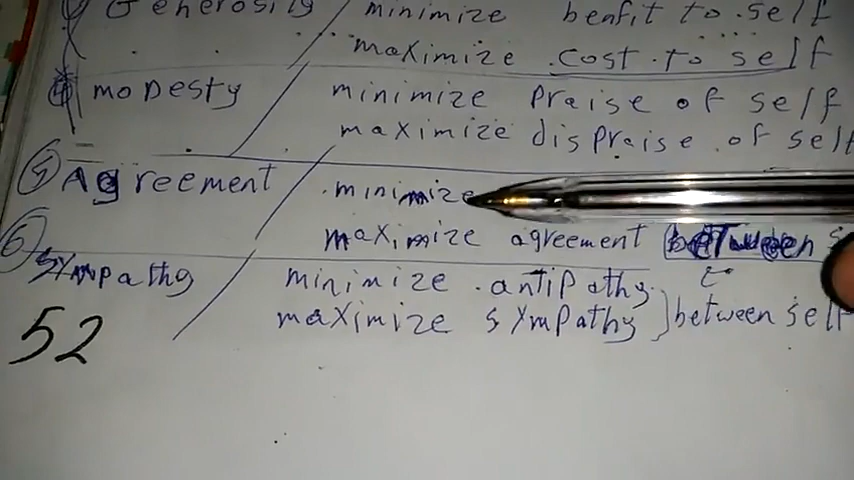 Generosity / minimize benfit to self
maximize cost to self
4 modesty / minimize praise of self
maximize dispraise of self
5 Agreement / minimize
maximize agreement (between s
6 sympathy / minimize antipathy
maximize sympathy } between self
52